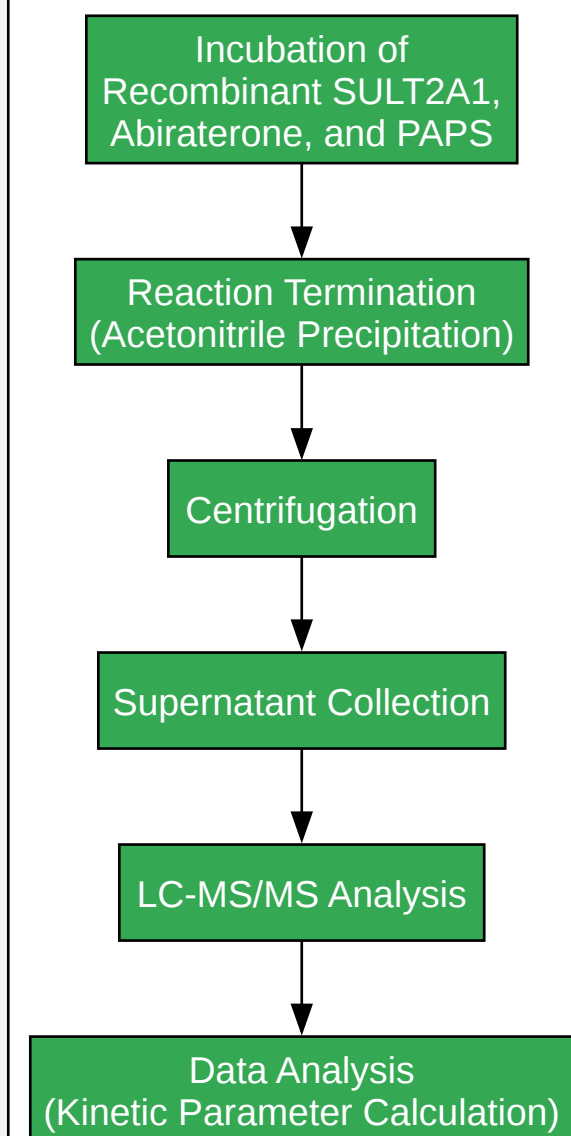 Incubation of
Recombinant SULT2A1,
Abiraterone, and PAPS
Reaction Termination
(Acetonitrile Precipitation)
Centrifugation
Supernatant Collection
LC-MS/MS Analysis
Data Analysis
(Kinetic Parameter Calculation)